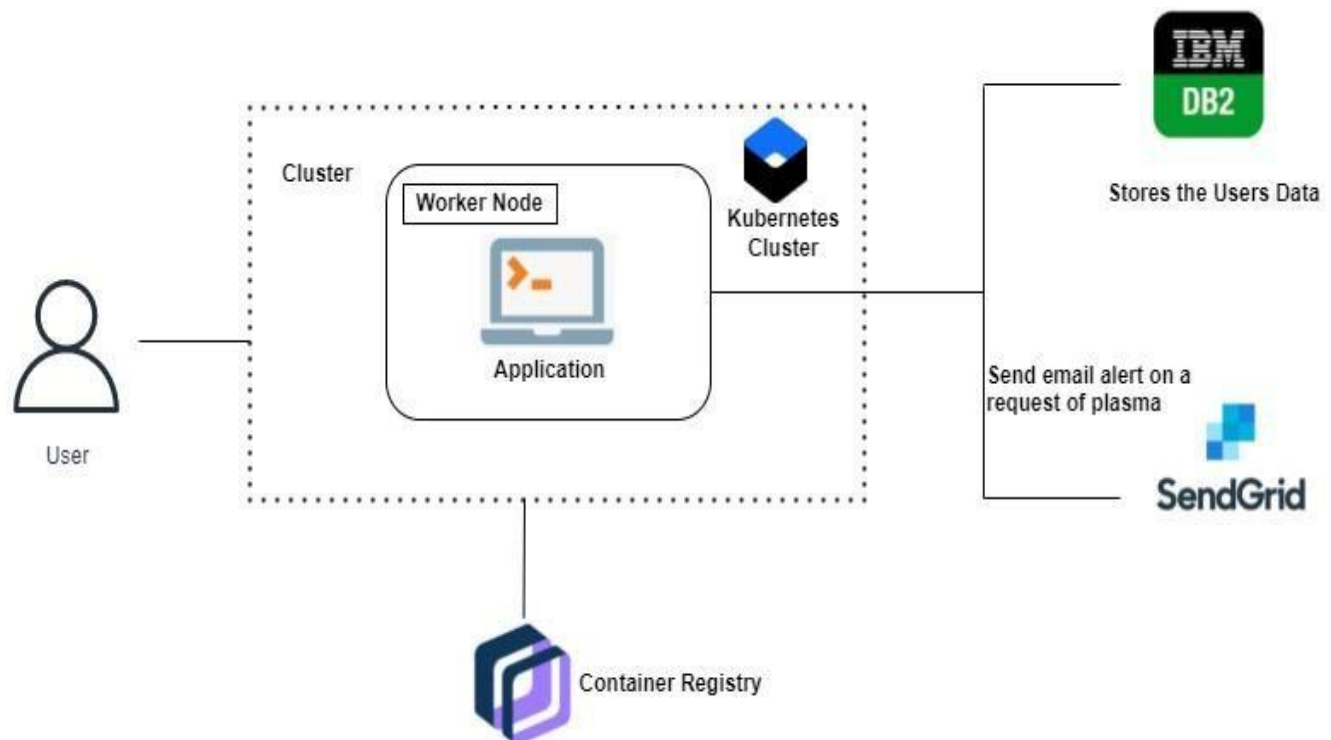 IBM
DB2
Stores the Users Data
Cluster
Worker Node
Kubernetes
Cluster
Application
User
Send email alert on a
request of plasma
SendGrid
Container Registry